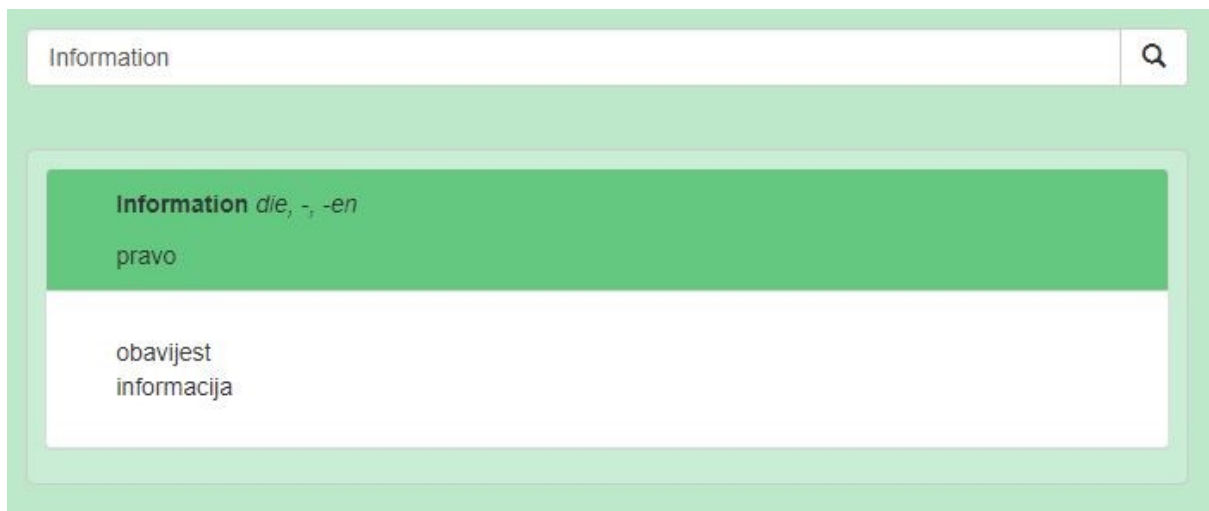 Information
Information die, -, -en
pravo
obavijest
informacija